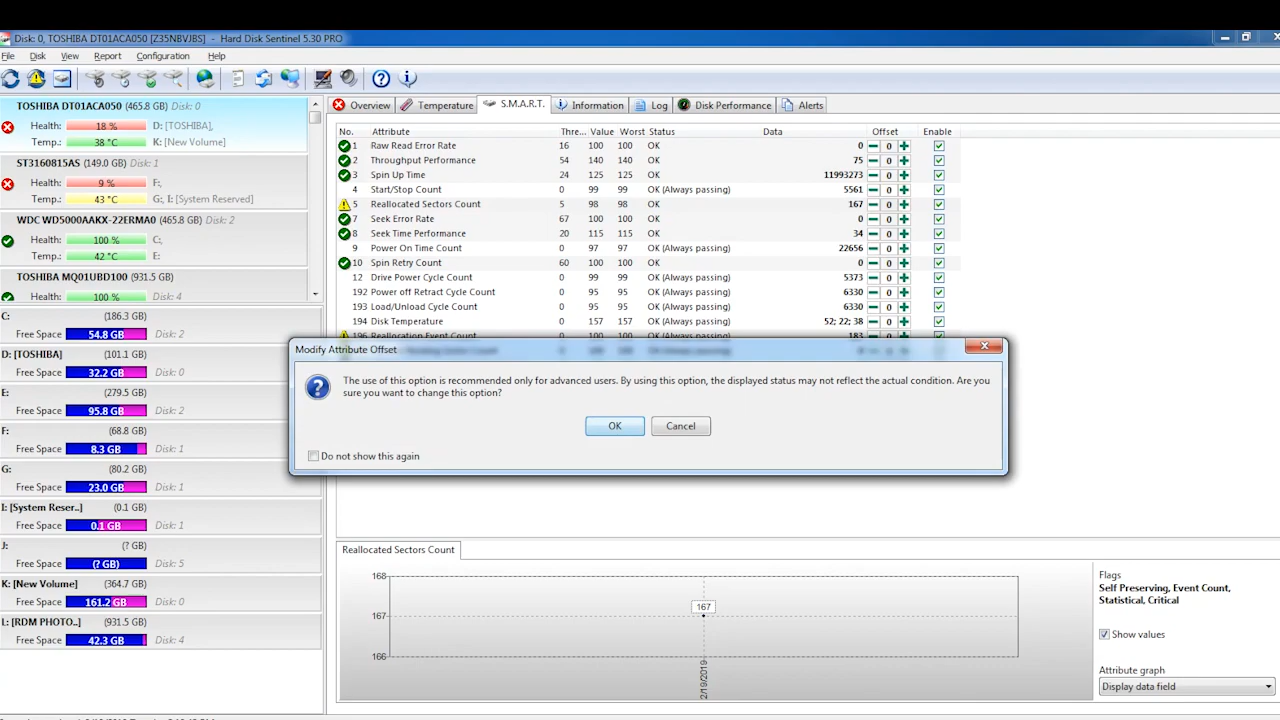 Disk: 0, TOSHIBA DT01ACA050 [Z35NBVJBS] - Hard Disk Sentinel 5.30 PRO
File Disk View Report Configuration Help
TOSHIBA DT01ACA050 (465.8 GB) Disk: 0
Health: 18 % D: [TOSHIBA],
Temp.: 38 °C K: [New Volume]
ST3160815AS (149.0 GB) Disk: 1
Health: 9 % F:,
Temp.: 43 °C G:, I: [System Reserved]
WDC WD5000AAKX-22ERMA0 (465.8 GB) Disk: 2
Health: 100 % C:,
Temp.: 42 °C E:
TOSHIBA MQ01UBD100 (931.5 GB)
Health: 100 % Disk: 4
C: (186.3 GB)
Free Space 54.8 GB Disk: 2
D: [TOSHIBA] (101.1 GB)
Free Space 32.2 GB Disk: 0
E: (279.5 GB)
Free Space 95.8 GB Disk: 2
F: (68.8 GB)
Free Space 8.3 GB Disk: 1
G: (80.2 GB)
Free Space 23.0 GB Disk: 1
I: [System Reser..] (0.1 GB)
Free Space 0.1 GB Disk: 1
J: (? GB)
Free Space (? GB) Disk: 5
K: [New Volume] (364.7 GB)
Free Space 161.2 GB Disk: 0
L: [RDM PHOTO..] (931.5 GB)
Free Space 42.3 GB Disk: 4
Overview Temperature S.M.A.R.T. Information Log Disk Performance Alerts
No. Attribute Thre... Value Worst Status Data Offset Enable
1 Raw Read Error Rate 16 100 100 OK 0 0
2 Throughput Performance 54 140 140 OK 75 0
3 Spin Up Time 24 125 125 OK 11993273 0
4 Start/Stop Count 0 99 99 OK (Always passing) 5561 0
5 Reallocated Sectors Count 5 98 98 OK (Always passing) 167 0
7 Seek Error Rate 67 100 100 OK 0 0
8 Seek Time Performance 20 115 115 OK 34 0
9 Power On Time Count 0 97 97 OK (Always passing) 22656 0
10 Spin Retry Count 60 100 100 OK (Always passing) 0 0
12 Drive Power Cycle Count 0 99 99 OK (Always passing) 5373 0
192 Power off Retract Cycle Count 0 95 95 OK (Always passing) 6330 0
193 Load/Unload Cycle Count 0 95 95 OK (Always passing) 6330 0
194 Disk Temperature 0 157 157 OK (Always passing) 52; 22; 38 0
196 Reallocation Event Count 0 100 100 OK (Always passing) 183 0
Modify Attribute Offset
The use of this option is recommended only for advanced users. By using this option, the displayed status may not reflect the actual condition. Are you
sure you want to change this option?
OK Cancel
Do not show this again
Reallocated Sectors Count
168
167
166
167
2/19/2019
Flags
Self Preserving, Event Count,
Statistical, Critical
Show values
Attribute graph
Display data field